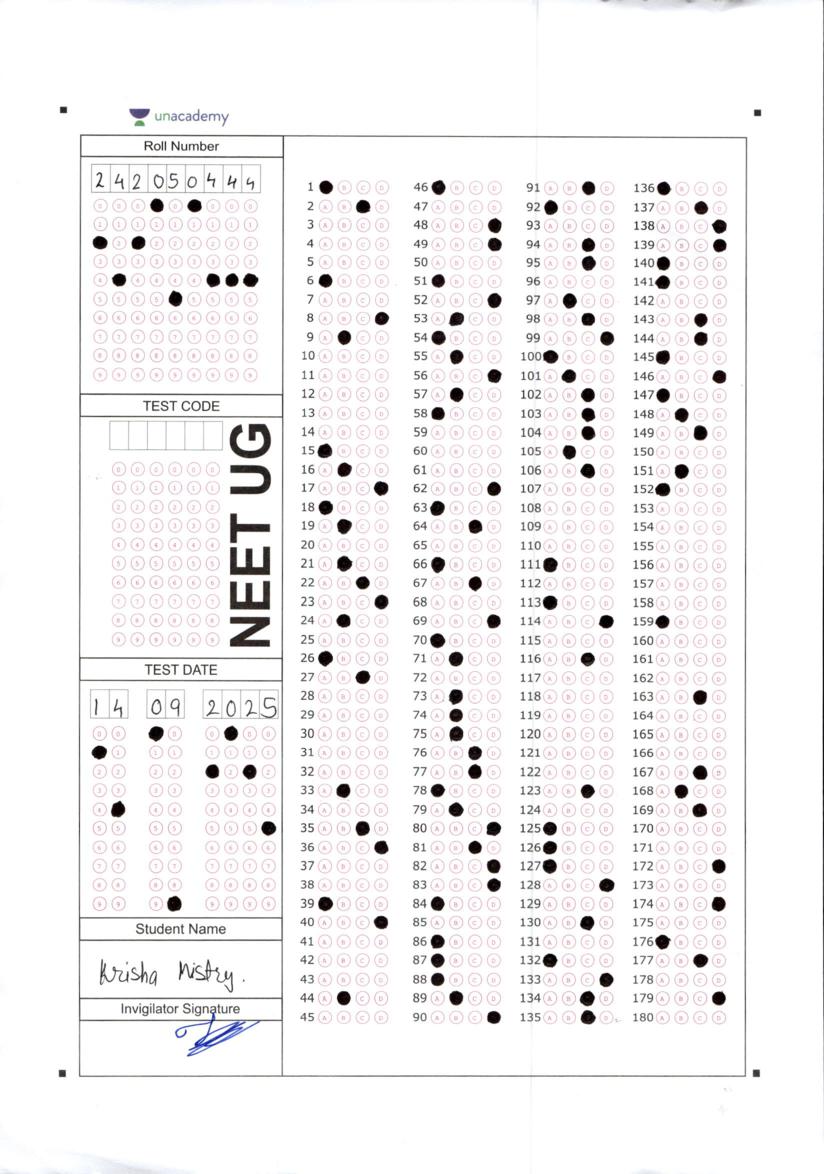 unacademy
Roll Number
2 4 2 0 5 0 4 4 4
TEST CODE
NEET UG
TEST DATE
1 4 0 9 2 0 2 5
Student Name
Krisha Mistry.
Invigilator Signature
1 B C D
2 A B D
3 A B C D
4 A B C D
5 A B C D
6 B C D
7 A B C D
8 A B C
9 A C D
10 A B C D
11 A B C D
12 A B C D
13 A B C D
14 A B C D
15 B C D
16 A C D
17 A B C
18 B C D
19 A C D
20 A B C D
21 A C D
22 A B D
23 A B C
24 A C D
25 A B C D
26 B C D
27 A B D
28 A B C D
29 A B C D
30 A B C D
31 A B C D
32 A B C D
33 A C D
34 A B C D
35 A B D
36 A B C
37 A B C D
38 A B C D
39 B C D
40 A B C
41 A B C D
42 A B C D
43 A B C D
44 A C D
45 A B C D
46 B C D
47 A B C D
48 A B C
49 A B C
50 A B C D
51 B C D
52 A B C
53 A C D
54 B C D
55 A C D
56 A B C
57 A C D
58 B C D
59 A B C D
60 A B C D
61 A B C D
62 A B C
63 B C D
64 A B D
65 A B C D
66 B C D
67 A B D
68 A B C D
69 A B C
70 B C D
71 A C D
72 A B C D
73 A C D
74 A C D
75 A C D
76 A B D
77 A B D
78 B C D
79 A C D
80 A B C
81 A B D
82 A B C
83 A B C
84 B C D
85 A B C D
86 B C D
87 B C D
88 B C D
89 A C D
90 A B C
91 A B D
92 B C D
93 A B C D
94 A B D
95 A B D
96 A B C D
97 A C D
98 A B D
99 A B C
100 B C D
101 A C D
102 A B D
103 A B D
104 A B D
105 A C D
106 A B D
107 A B C D
108 A B C D
109 A B C D
110 A B C D
111 B C D
112 A B C D
113 B C D
114 A B C
115 A B C D
116 A B D
117 A B C D
118 A B C D
119 A B C D
120 A B C D
121 A B C D
122 A B C D
123 A B D
124 A B C D
125 B C D
126 B C D
127 B C D
128 A B C
129 A B C D
130 A B D
131 A B C D
132 B C D
133 A B C
134 A B D
135 A B D
136 B C D
137 A B D
138 A B C
139 A B C
140 B C D
141 B C D
142 A B C D
143 A B D
144 A B D
145 B C D
146 A B C
147 B C D
148 A C D
149 A B D
150 A B C D
151 A C D
152 B C D
153 A B C D
154 A B C D
155 A B C D
156 A B C D
157 A B C D
158 A B C D
159 B C D
160 A B C D
161 A B C D
162 A B C D
163 A B D
164 A B C D
165 A B C D
166 A B C D
167 A B D
168 A C D
169 A B D
170 A B C D
171 A B C D
172 A B C
173 A B C D
174 A B C
175 A B C D
176 B C D
177 A B D
178 A B C D
179 A B C
180 A B C D